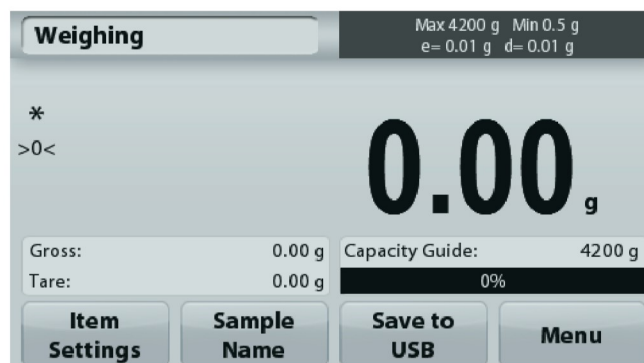 Weighing
Max 4200 g Min 0.5 g
e= 0.01 g d= 0.01 g
*
>0<
0.00 g
Gross: 0.00 g
Tare: 0.00 g
Capacity Guide: 4200 g
0%
Item
Settings
Sample
Name
Save to
USB
Menu